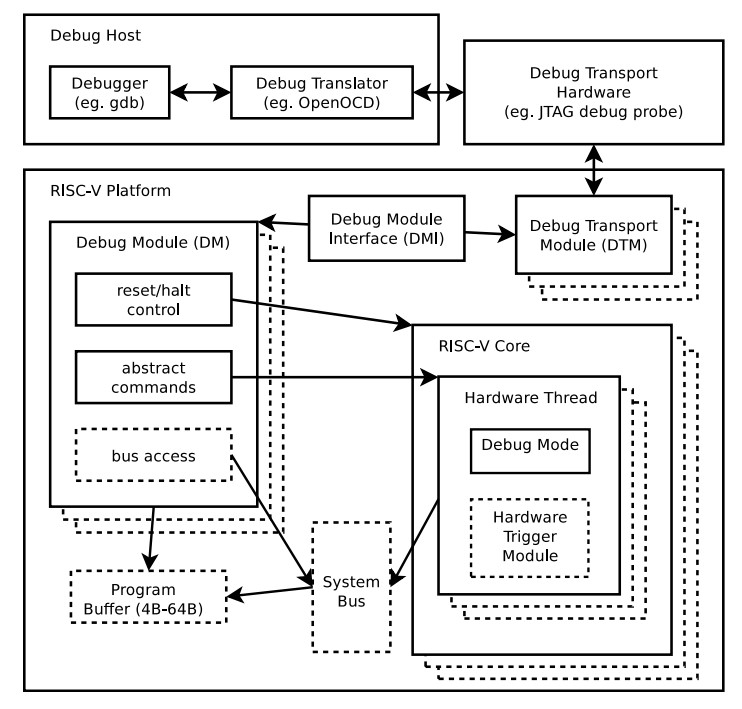 Debug Host
Debugger
(eg. gdb)
Debug Translator
(eg. OpenOCD)
Debug Transport
Hardware
(eg. JTAG debug probe)
RISC-V Platform
Debug Module (DM)
Debug Module
Interface (DMI)
Debug Transport
Module (DTM)
reset/halt
control
abstract
commands
bus access
RISC-V Core
Hardware Thread
Debug Mode
Hardware
Trigger
Module
Program
Buffer (4B-64B)
System
Bus